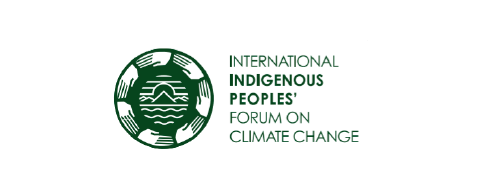 INTERNATIONAL
INDIGENOUS
PEOPLES'
FORUM ON
CLIMATE CHANGE